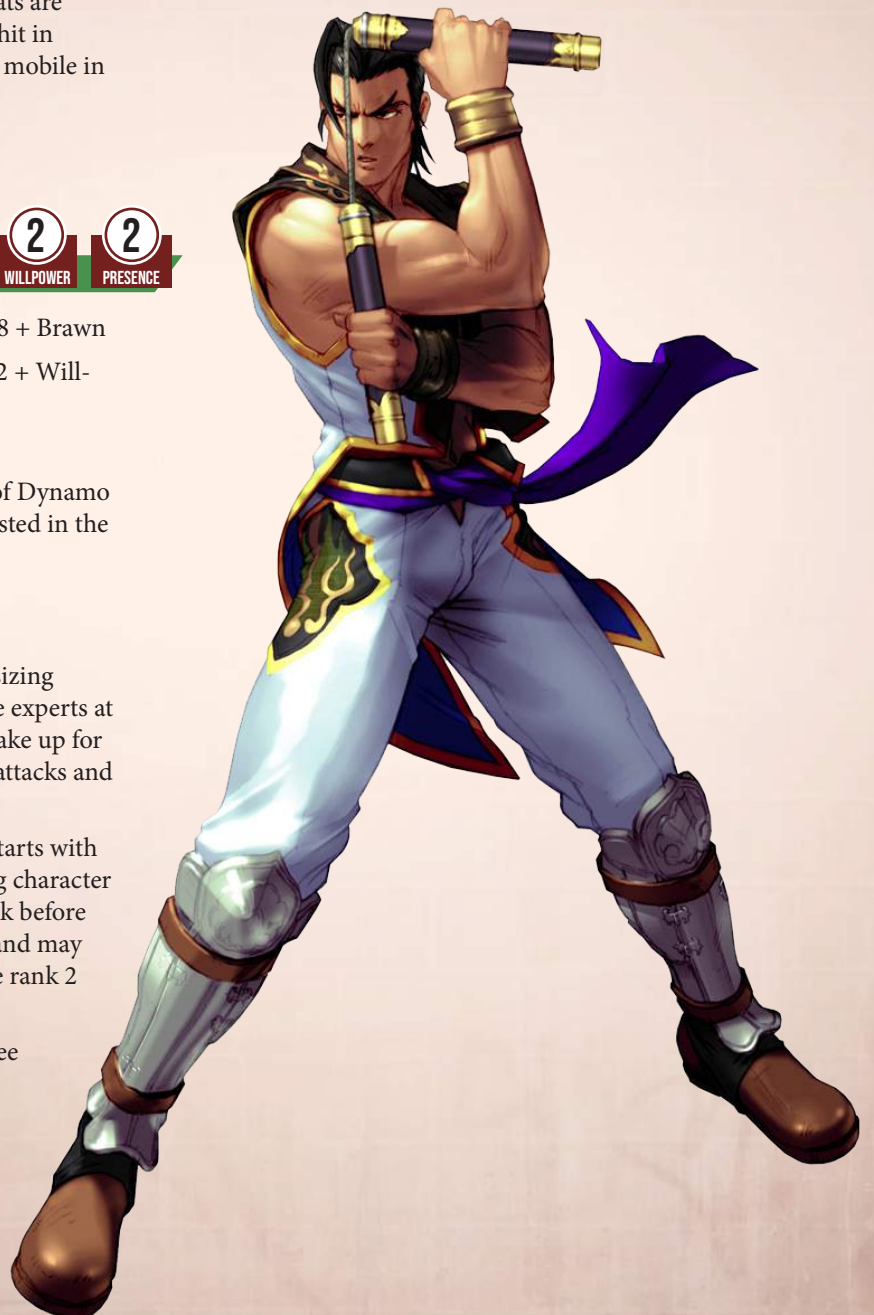 ats are
hit in
mobile in
2 2
WILLPOWER PRESENCE
8 + Brawn
2 + Will-
of Dynamo
sted in the
sizing
e experts at
ake up for
attacks and
tarts with
g character
k before
and may
e rank 2
ee